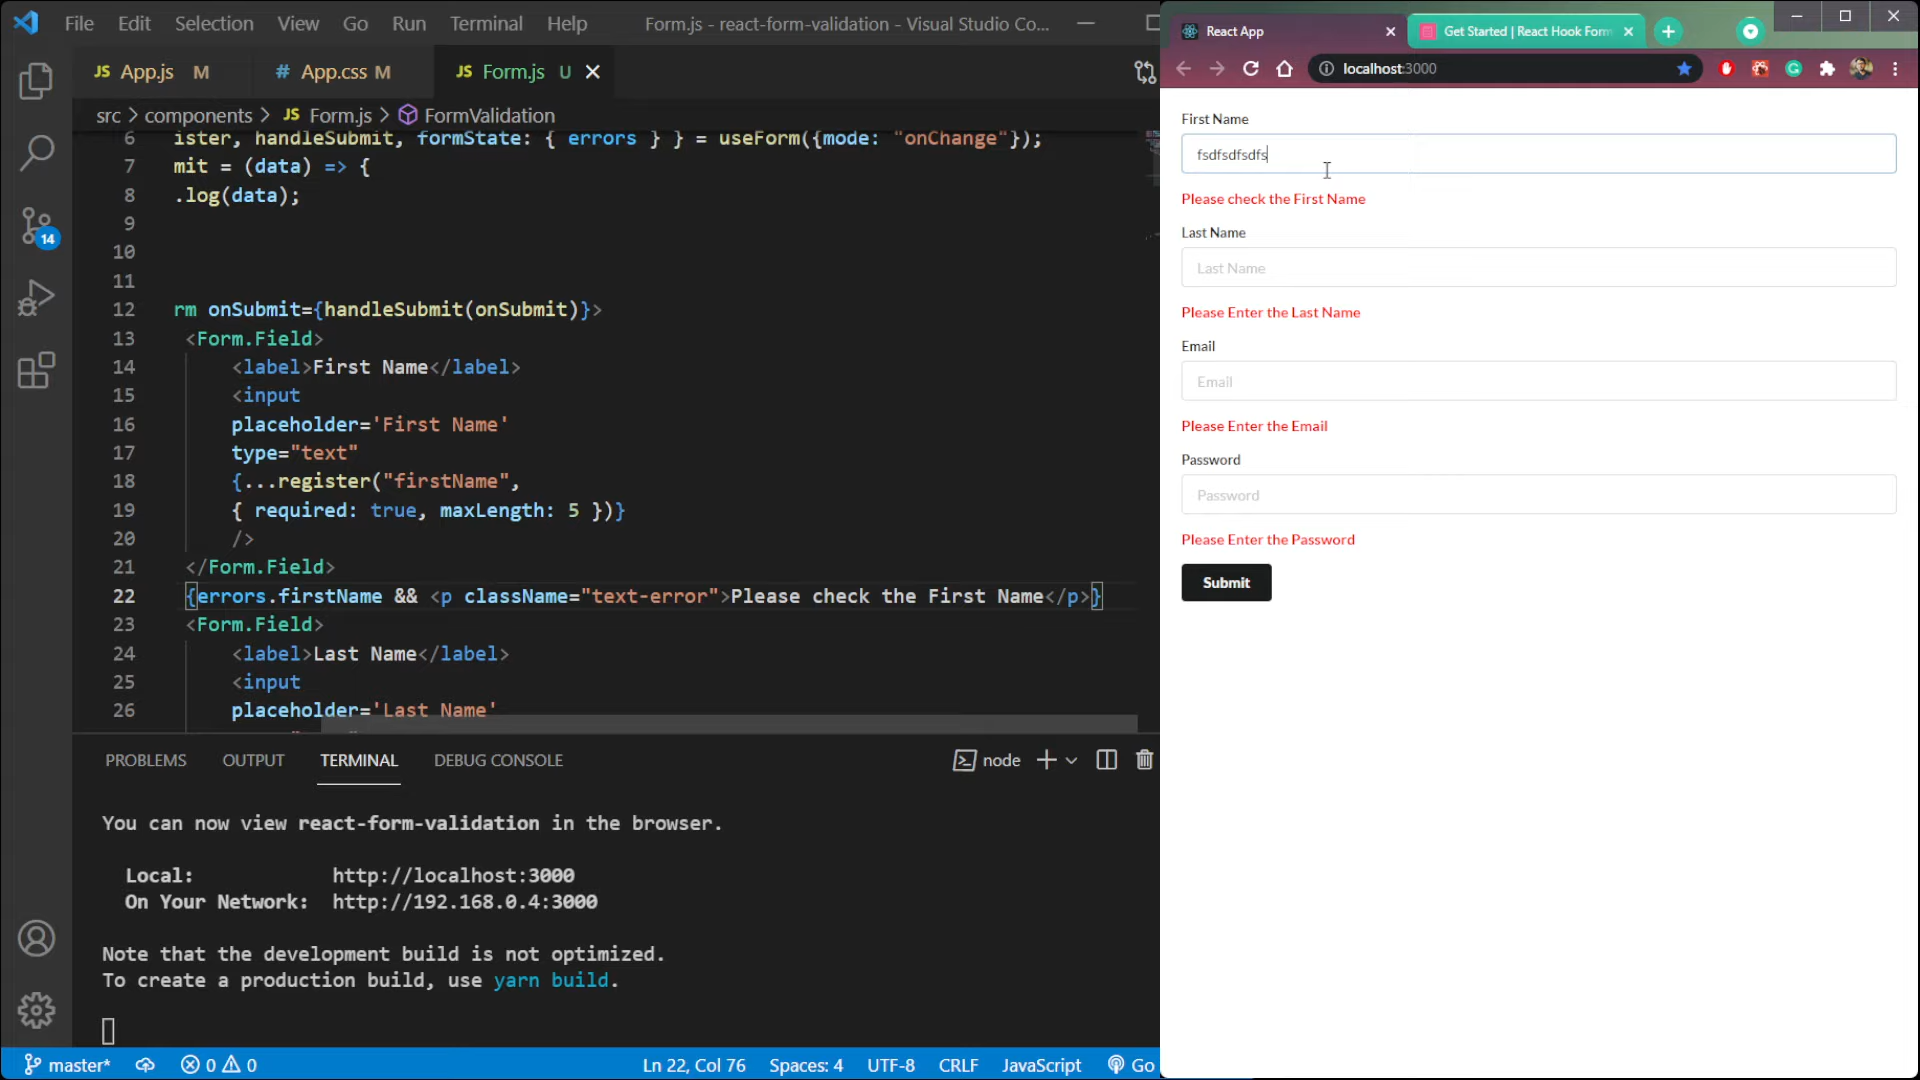 File Edit Selection View Go Run Terminal Help Form.js - react-form-validation - Visual Studio Co...
JS App.js M # App.css M JS Form.js U
src > components > JS Form.js > FormValidation
6 ister, handleSubmit, formState: { errors } } = useForm({mode: "onChange"});
7 mit = (data) => {
8 .log(data);
9
10
11
12 rm onSubmit={handleSubmit(onSubmit)}>
13 <Form.Field>
14 <label>First Name</label>
15 <input
16 placeholder='First Name'
17 type="text"
18 {...register("firstName",
19 { required: true, maxLength: 5 })}
20 />
21 </Form.Field>
22 {errors.firstName && <p className="text-error">Please check the First Name</p>}
23 <Form.Field>
24 <label>Last Name</label>
25 <input
26 placeholder='Last Name'
14
PROBLEMS OUTPUT TERMINAL DEBUG CONSOLE node
You can now view react-form-validation in the browser.
Local: http://localhost:3000
On Your Network: http://192.168.0.4:3000
Note that the development build is not optimized.
To create a production build, use yarn build.
master* 0 0 Ln 22, Col 76 Spaces: 4 UTF-8 CRLF JavaScript Go
React App Get Started | React Hook Form
localhost:3000
First Name
fsdfsdfsdfs
Please check the First Name
Last Name
Last Name
Please Enter the Last Name
Email
Email
Please Enter the Email
Password
Password
Please Enter the Password
Submit